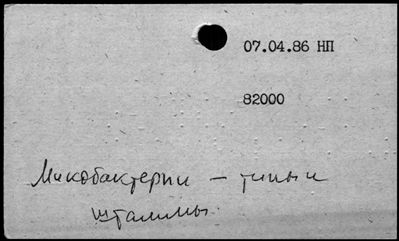 07.04.86 НП
82000
Микобактерии - типы и
штаммы.